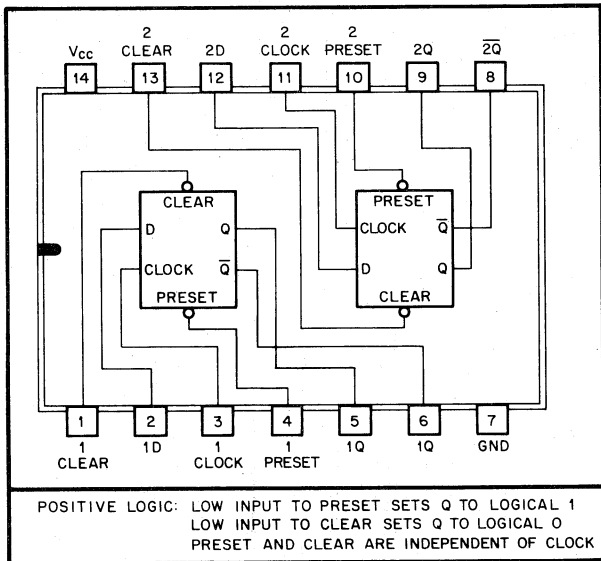 2 2 2
VCC CLEAR 2D CLOCK PRESET 2Q 2Q̅
14 13 12 11 10 9 8
CLEAR PRESET
D Q CLOCK Q̅
CLOCK Q̅ D Q
PRESET CLEAR
1 2 3 4 5 6 7
1 1D 1 1 1Q 1Q GND
CLEAR CLOCK PRESET
POSITIVE LOGIC: LOW INPUT TO PRESET SETS Q TO LOGICAL 1
LOW INPUT TO CLEAR SETS Q TO LOGICAL 0
PRESET AND CLEAR ARE INDEPENDENT OF CLOCK